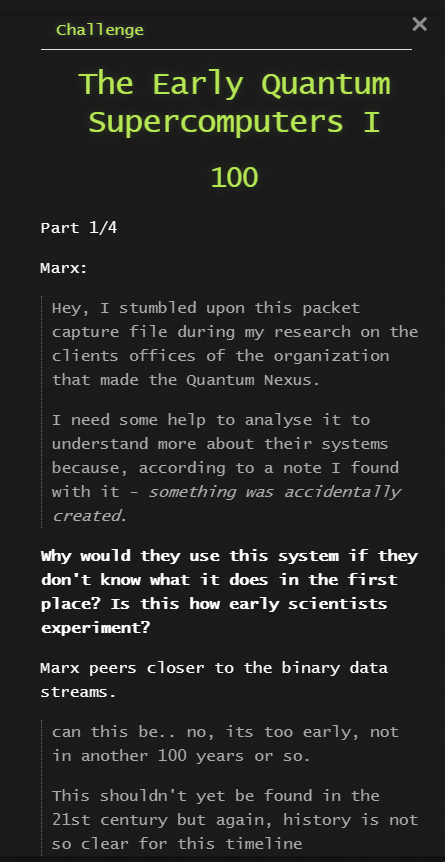 Challenge
×
The Early Quantum
Supercomputers I
100
Part 1/4
Marx:
Hey, I stumbled upon this packet
capture file during my research on the
clients offices of the organization
that made the Quantum Nexus.
I need some help to analyse it to
understand more about their systems
because, according to a note I found
with it - something was accidentally
created.
Why would they use this system if they
don't know what it does in the first
place? Is this how early scientists
experiment?
Marx peers closer to the binary data
streams.
can this be.. no, its too early, not
in another 100 years or so.
This shouldn't yet be found in the
21st century but again, history is not
so clear for this timeline